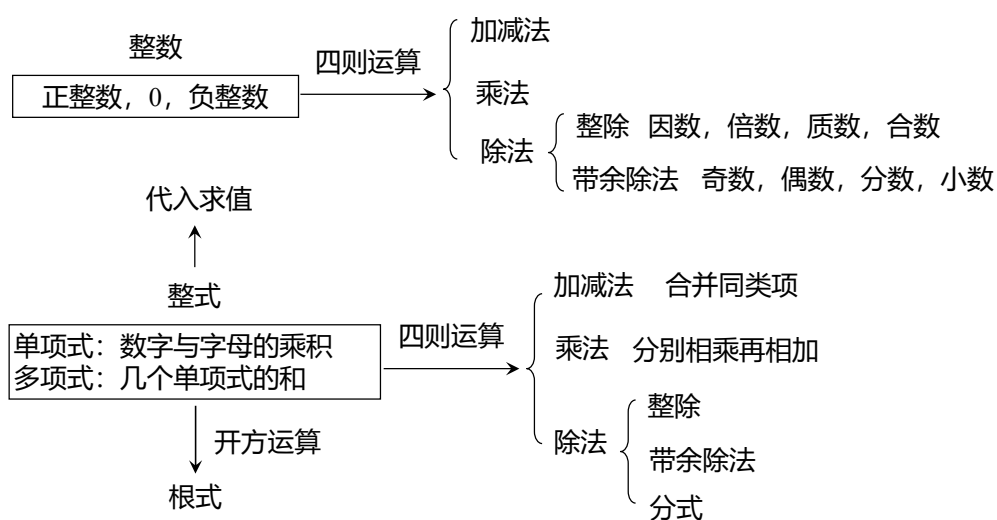 整数
正整数，0，负整数
四则运算
加减法
乘法
除法
整除 因数，倍数，质数，合数
带余除法 奇数，偶数，分数，小数
代入求值
整式
单项式：数字与字母的乘积
多项式：几个单项式的和
四则运算
加减法 合并同类项
乘法 分别相乘再相加
除法
整除
带余除法
分式
开方运算
根式